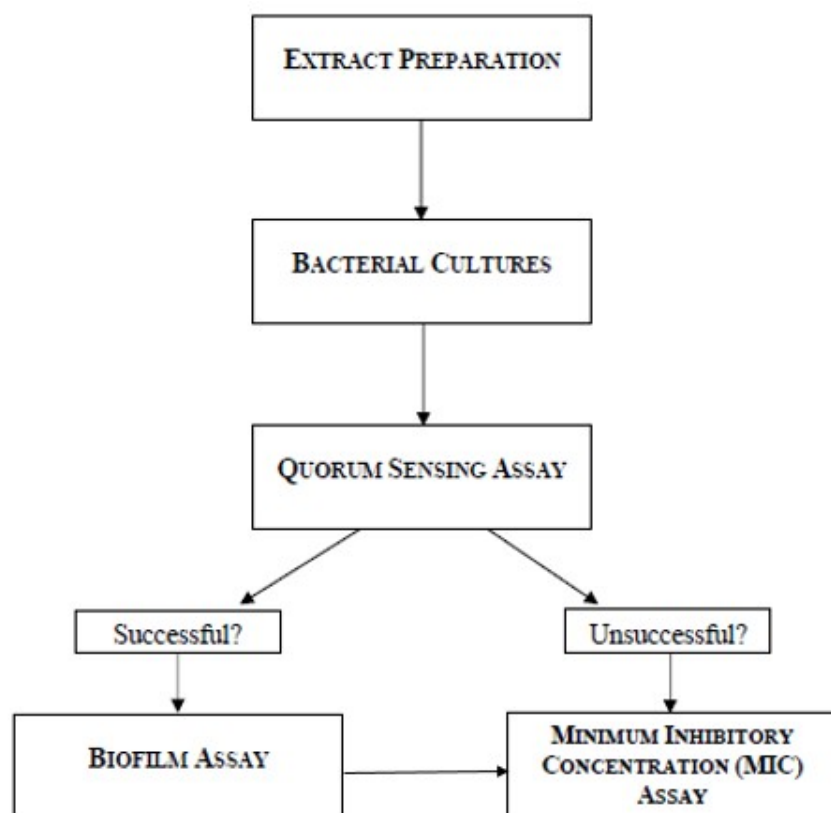 EXTRACT PREPARATION
BACTERIAL CULTURES
QUORUM SENSING ASSAY
Successful?
Unsuccessful?
BIOFILM ASSAY
MINIMUM INHIBITORY
CONCENTRATION (MIC)
ASSAY